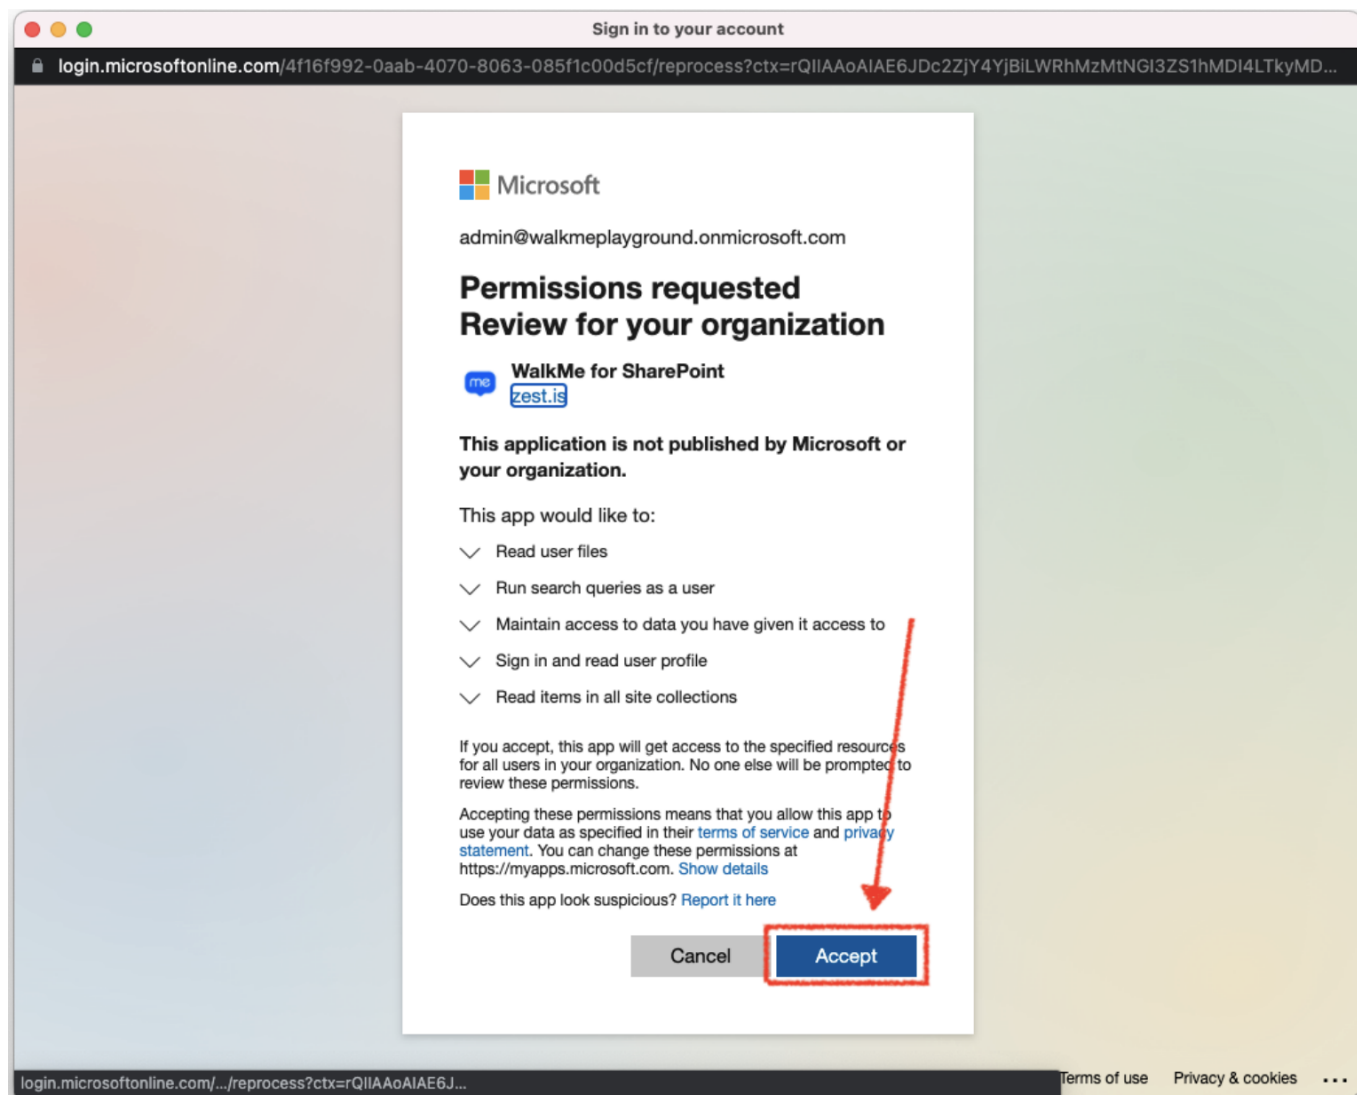 Sign in to your account
login.microsoftonline.com/4f16f992-0aab-4070-8063-085f1c00d5cf/reprocess?ctx=rQIIAAoAIAE6JDc2ZjY4YjBiLWRhMzMtNGI3ZS1hMDI4LTkyMD...
Microsoft
admin@walkmeplayground.onmicrosoft.com
Permissions requested
Review for your organization
me
WalkMe for SharePoint
zest.is
This application is not published by Microsoft or
your organization.
This app would like to:
Read user files
Run search queries as a user
Maintain access to data you have given it access to
Sign in and read user profile
Read items in all site collections
If you accept, this app will get access to the specified resources
for all users in your organization. No one else will be prompted to
review these permissions.
Accepting these permissions means that you allow this app to
use your data as specified in their terms of service and privacy
statement. You can change these permissions at
https://myapps.microsoft.com. Show details
Does this app look suspicious? Report it here
Cancel Accept
login.microsoftonline.com/.../reprocess?ctx=rQIIAAoAIAE6J...
Terms of use Privacy & cookies ...